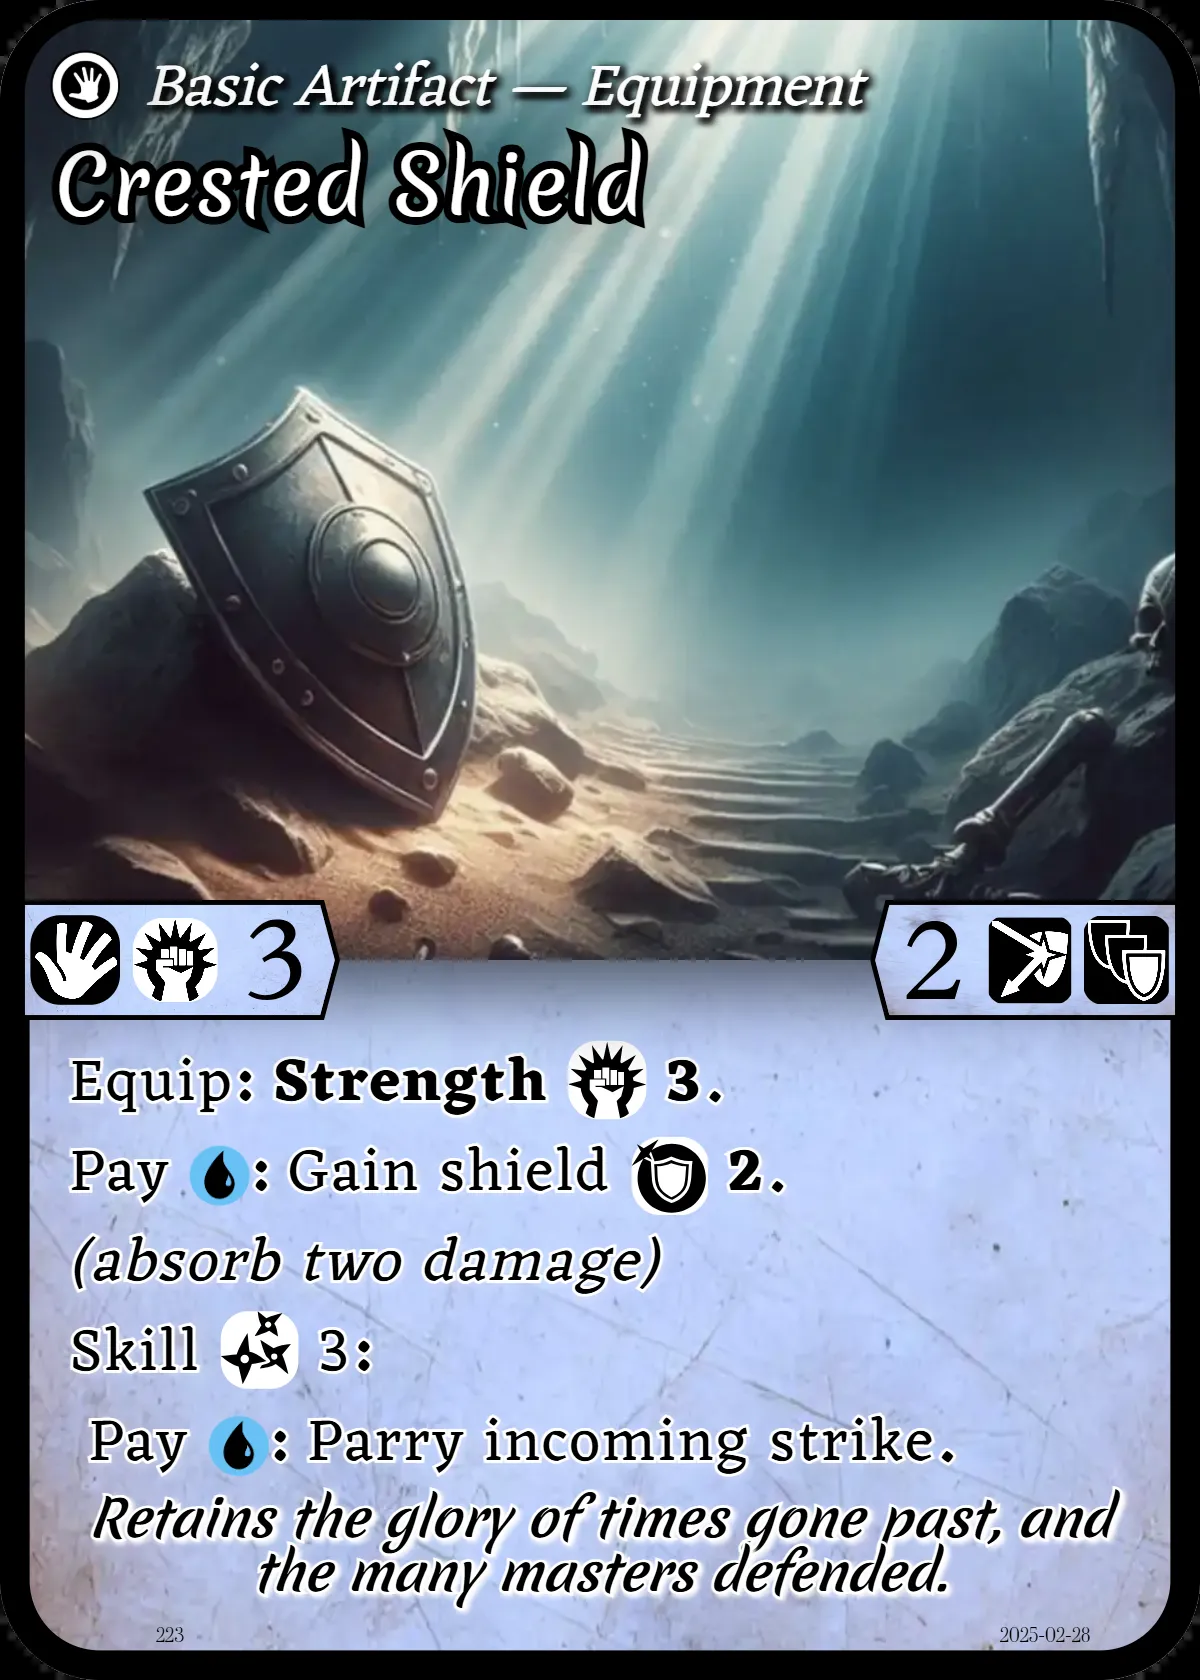 Basic Artifact — Equipment
Crested Shield
3
2
Equip: Strength 3.
Pay : Gain shield 2.
(absorb two damage)
Skill 3:
Pay : Parry incoming strike.
Retains the glory of times gone past, and
the many masters defended.
223
2025-02-28